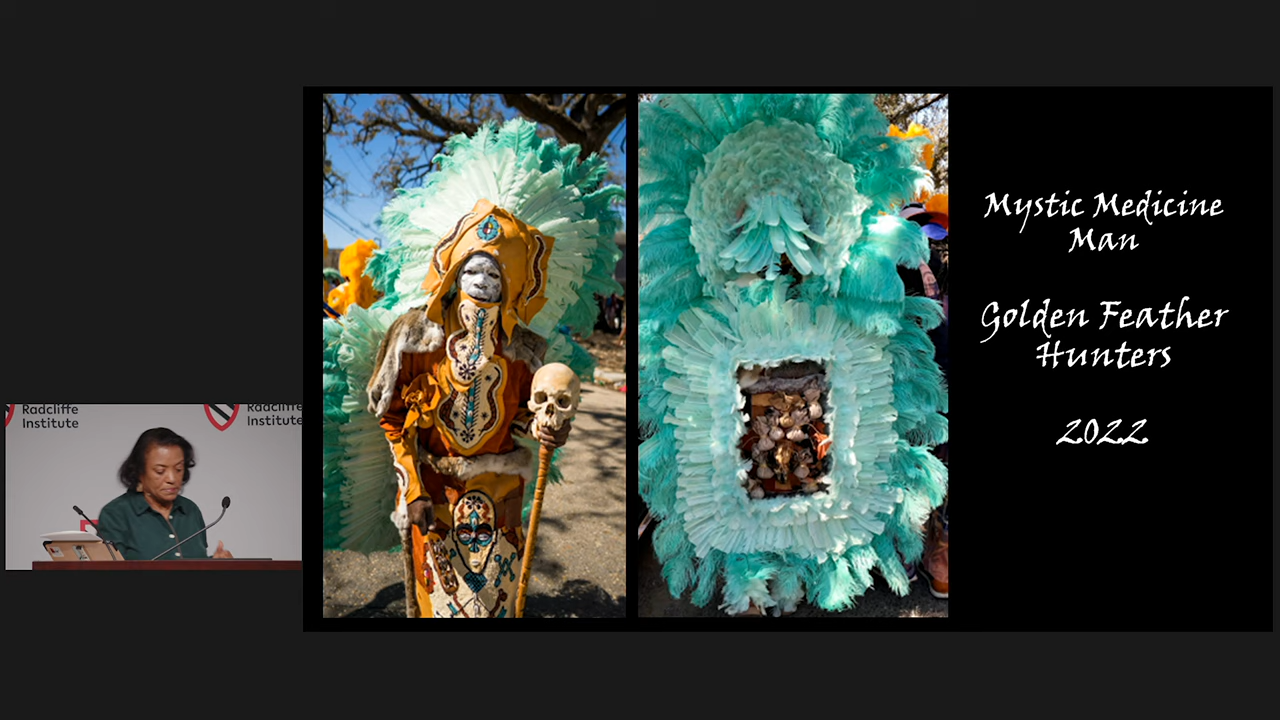 Radcliffe
Institute
Radcliffe
Institute
Mystic Medicine
Man
Golden Feather
Hunters
2022